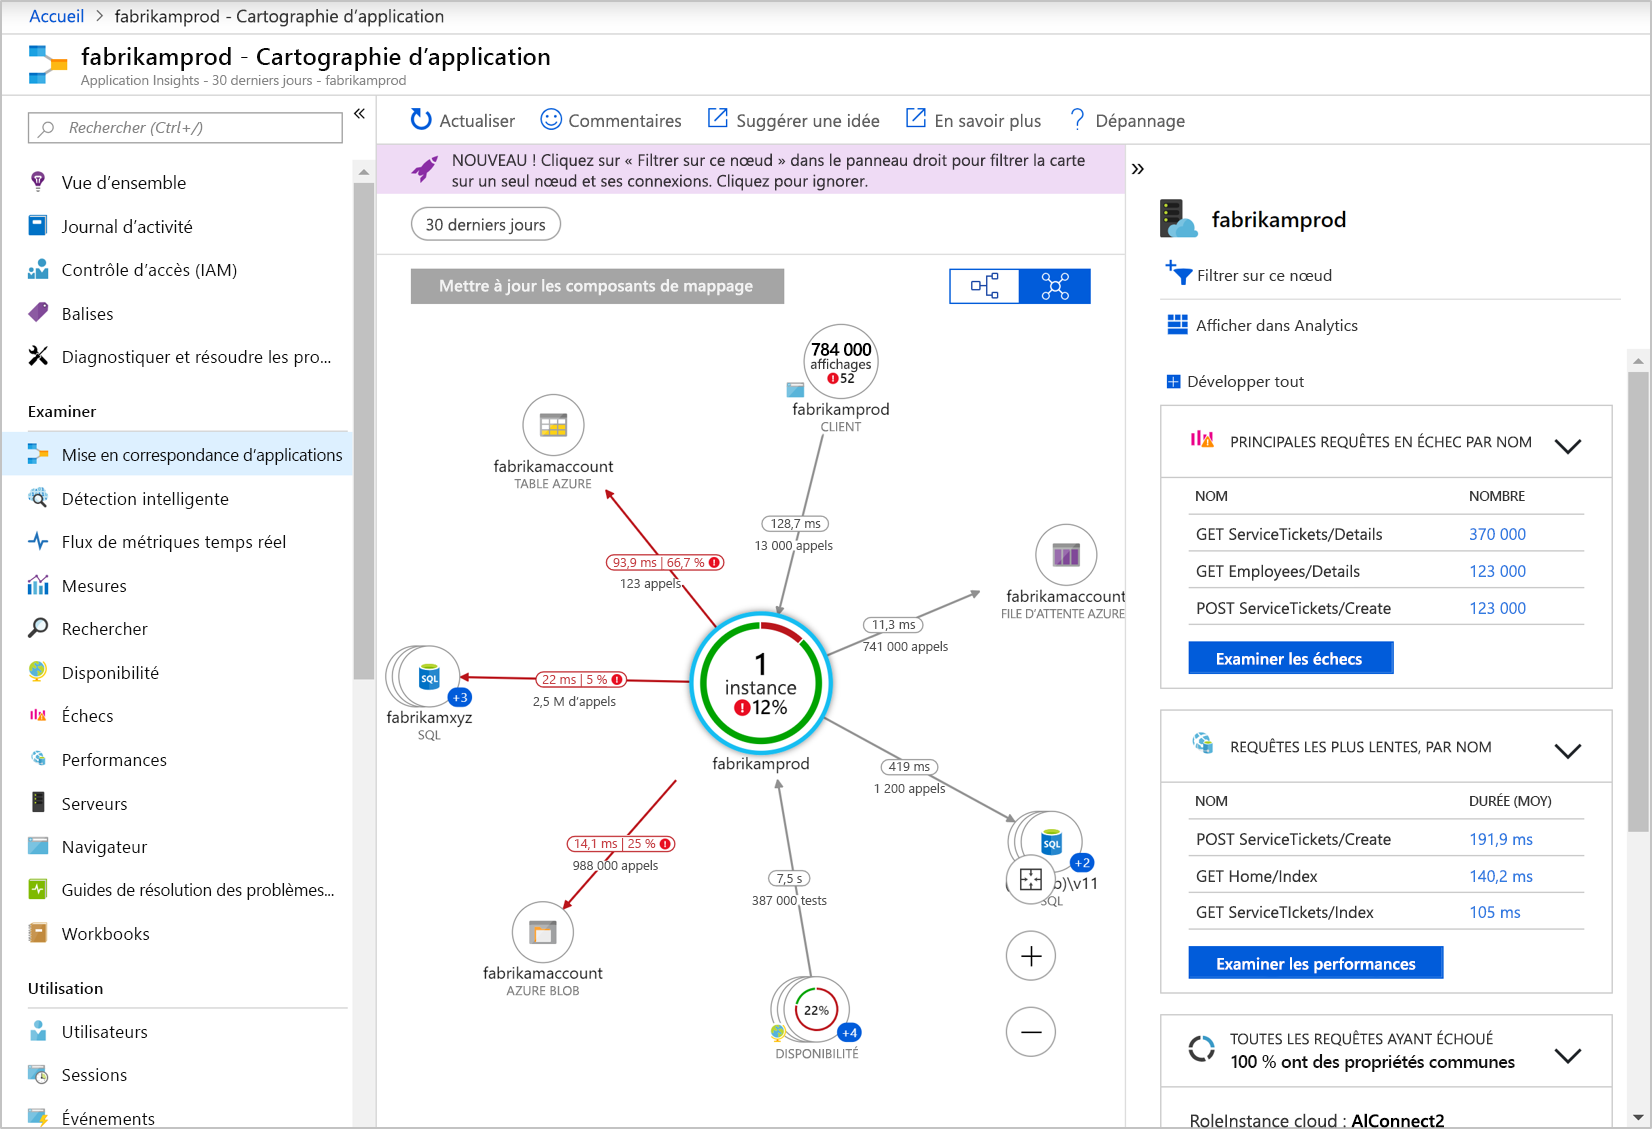 Accueil > fabrikamprod - Cartographie d’application
fabrikamprod - Cartographie d’application
Application Insights - 30 derniers jours - fabrikamprod
Rechercher (Ctrl+/)
«
Vue d’ensemble
Journal d’activité
Contrôle d’accès (IAM)
Balises
Diagnostiquer et résoudre les pro...
Examiner
Mise en correspondance d’applications
Détection intelligente
Flux de métriques temps réel
Mesures
Rechercher
Disponibilité
Échecs
Performances
Serveurs
Navigateur
Guides de résolution des problèmes...
Workbooks
Utilisation
Utilisateurs
Sessions
Événements
Actualiser
Commentaires
Suggérer une idée
En savoir plus
? Dépannage
NOUVEAU ! Cliquez sur « Filtrer sur ce nœud » dans le panneau droit pour filtrer la carte
sur un seul nœud et ses connexions. Cliquez pour ignorer.
30 derniers jours
Mettre à jour les composants de mappage
784 000
affichages
52
fabrikamprod
CLIENT
fabrikamaccount
TABLE AZURE
128,7 ms
13 000 appels
93,9 ms | 66,7 %
123 appels
fabrikamaccount
FILE D’ATTENTE AZURE
11,3 ms
741 000 appels
SQL
+3
fabrikamxyz
SQL
22 ms | 5 %
2,5 M d’appels
1
instance
12%
fabrikamprod
419 ms
1 200 appels
14,1 ms | 25 %
988 000 appels
SQL
+2
b)\v11
SQL
7,5 s
387 000 tests
fabrikamaccount
AZURE BLOB
22%
+4
DISPONIBILITÉ
»
fabrikamprod
Filtrer sur ce nœud
Afficher dans Analytics
Développer tout
PRINCIPALES REQUÊTES EN ÉCHEC PAR NOM
NOM NOMBRE
GET ServiceTickets/Details 370 000
GET Employees/Details 123 000
POST ServiceTickets/Create 123 000
Examiner les échecs
REQUÊTES LES PLUS LENTES, PAR NOM
NOM DURÉE (MOY)
POST ServiceTickets/Create 191,9 ms
GET Home/Index 140,2 ms
GET ServiceTIckets/Index 105 ms
Examiner les performances
TOUTES LES REQUÊTES AYANT ÉCHOUÉ
100 % ont des propriétés communes
RoleInstance cloud : AlConnect2